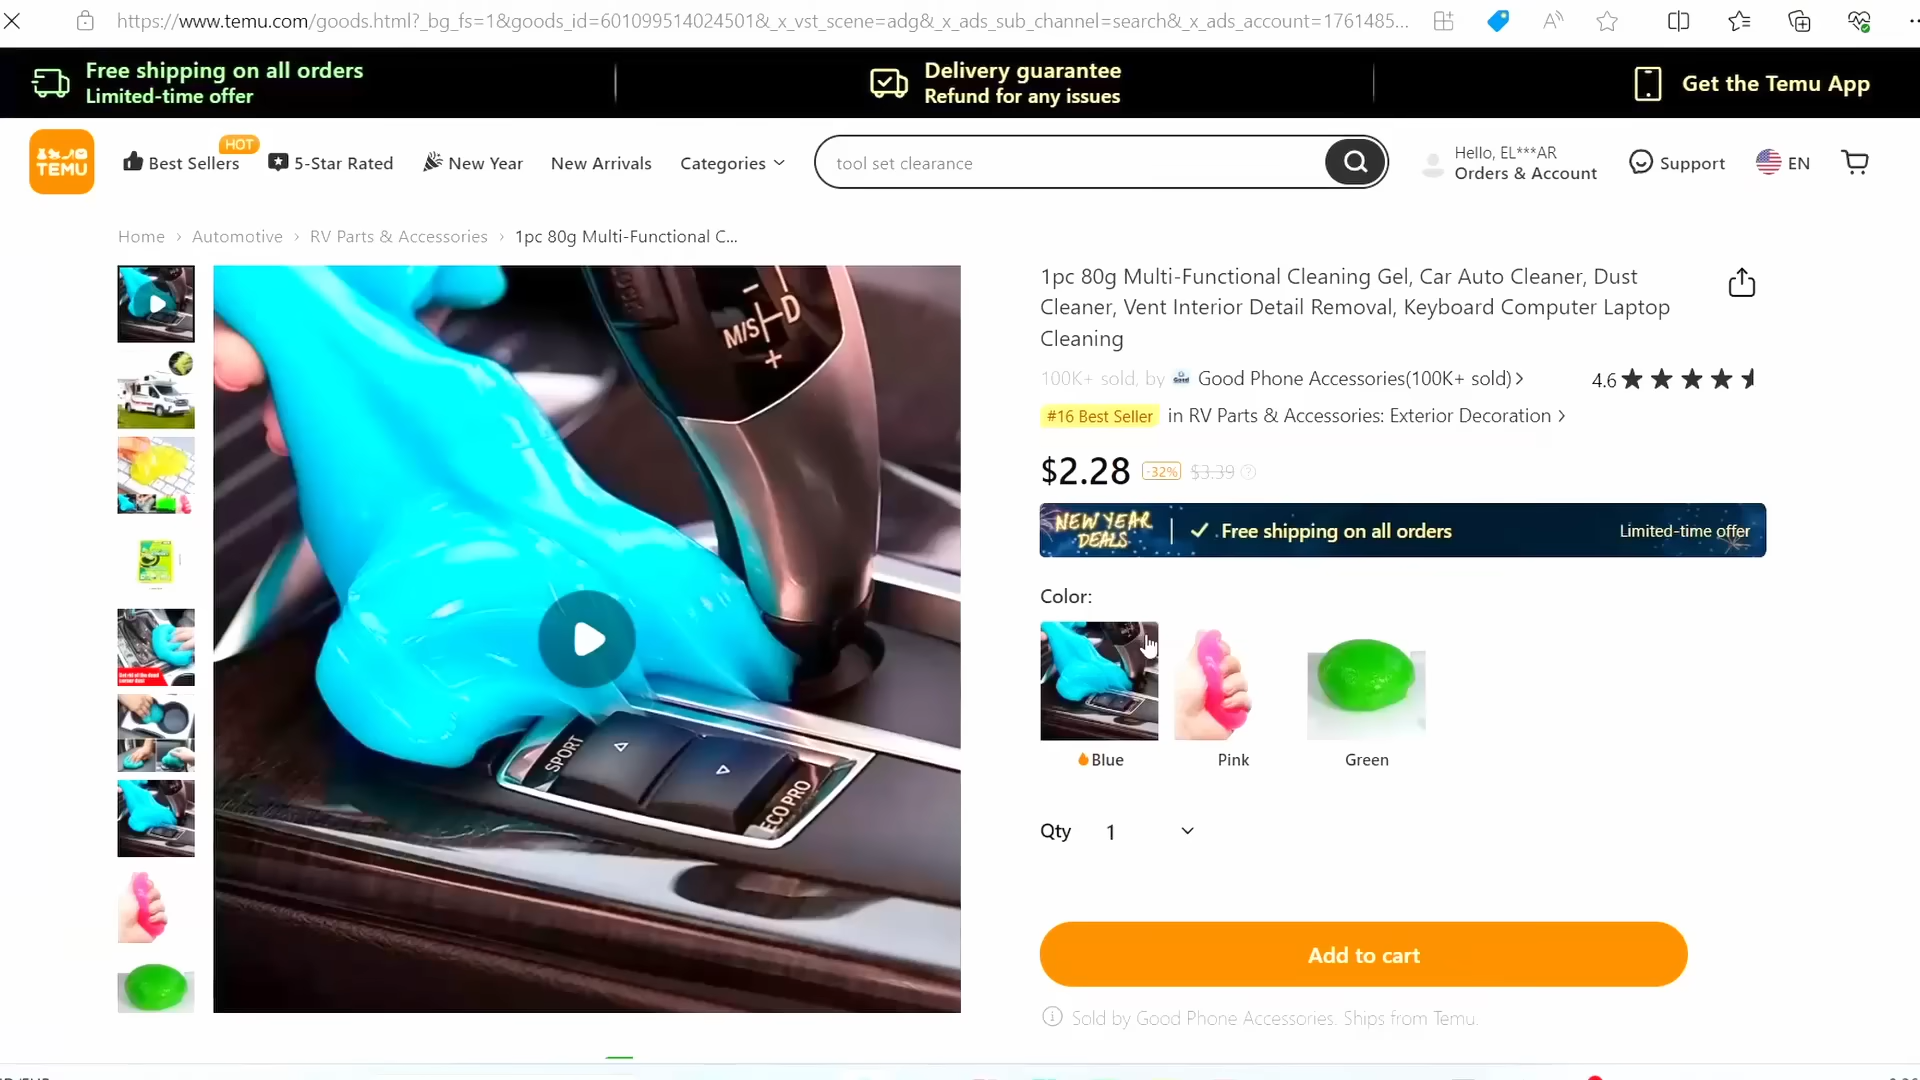 https://www.temu.com/goods.html?_bg_fs=1&goods_id=601099514024501&_x_vst_scene=adg&_x_ads_sub_channel=search&_x_ads_account=1761485...
Free shipping on all orders
Limited-time offer
Delivery guarantee
Refund for any issues
Get the Temu App
TEMU
Best Sellers
HOT
5-Star Rated
New Year
New Arrivals
Categories
tool set clearance
Hello, EL***AR
Orders & Account
Support
EN
Home › Automotive › RV Parts & Accessories › 1pc 80g Multi-Functional C...
M/S
D
+
SPORT
ECO PRO
1pc 80g Multi-Functional Cleaning Gel, Car Auto Cleaner, Dust
Cleaner, Vent Interior Detail Removal, Keyboard Computer Laptop
Cleaning
100K+ sold, by Good Phone Accessories(100K+ sold) >
4.6
#16 Best Seller in RV Parts & Accessories: Exterior Decoration >
$2.28 -32% $3.39
NEW YEAR
DEALS
Free shipping on all orders
Limited-time offer
Color:
Blue
Pink
Green
Qty 1
Add to cart
Sold by Good Phone Accessories. Ships from Temu.